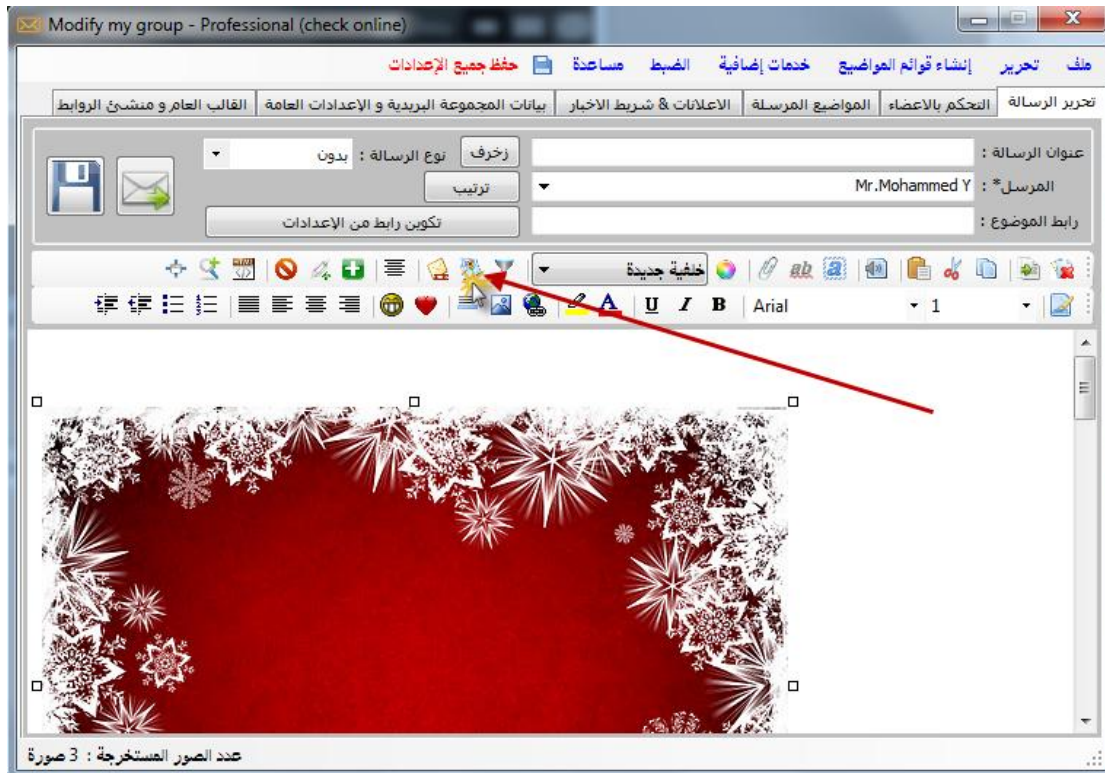 Modify my group - Professional (check online)
ملف تحرير إنشاء قوائم المواضيع خدمات إضافية الضبط مساعدة حفظ جميع الإعدادات
تحرير الرسالة التحكم بالاعضاء المواضيع المرسلة الاعلانات & شريط الاخبار بيانات المجموعة البريدية و الإعدادات العامة القالب العام و منشئ الروابط
عنوان الرسالة : زخرف نوع الرسالة : بدون
المرسل* : Mr.Mohammed Y ترتيب
رابط الموضوع : تكوين رابط من الإعدادات
خلفية جديدة
1 Arial B I U A
عدد الصور المستخرجة : 3 صورة